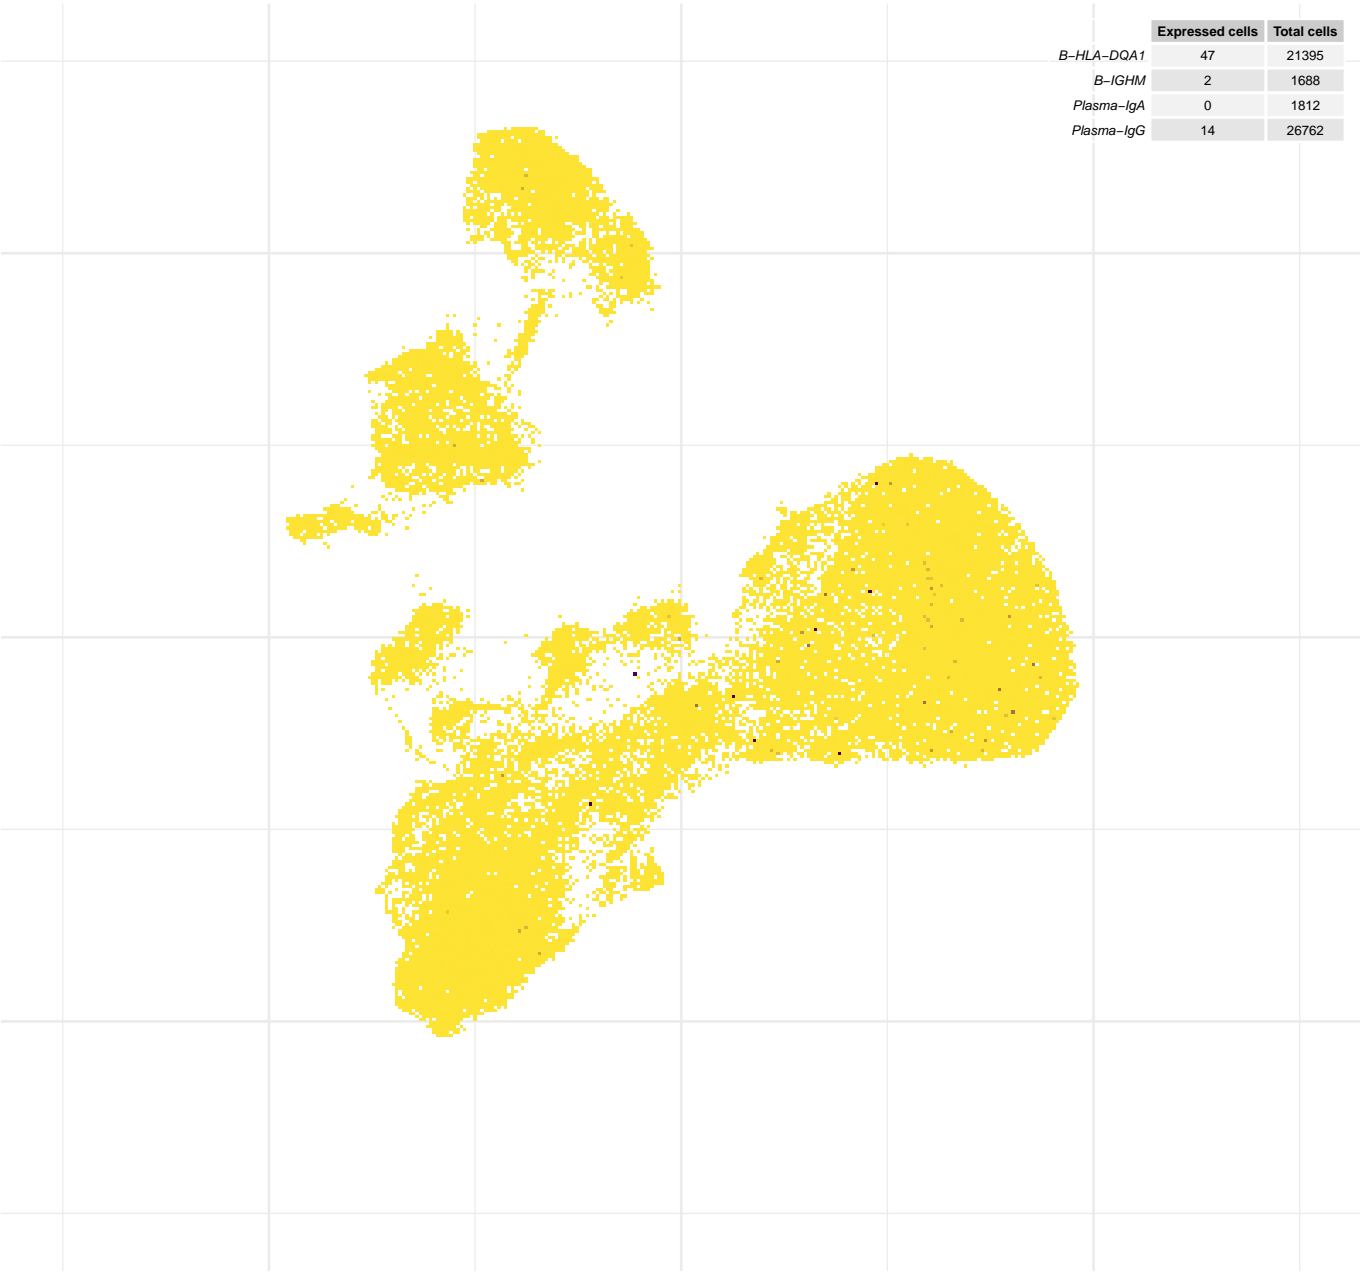 Expressed cells Total cells
B−HLA−DQA1 47 21395
B−IGHM 2 1688
Plasma−IgA 0 1812
Plasma−IgG 14 26762